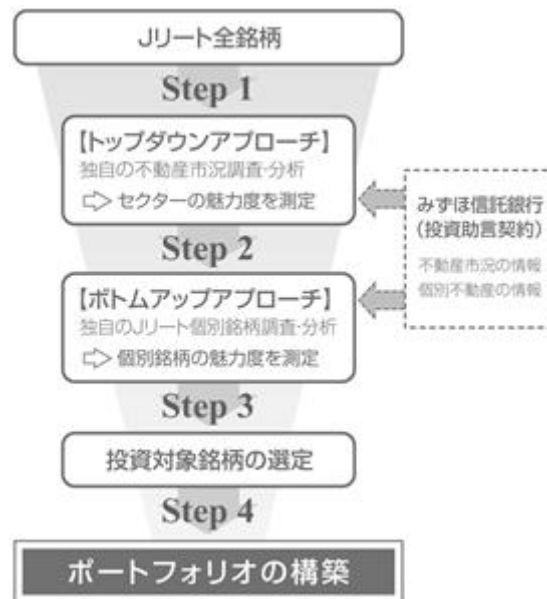 Jリート全銘柄
Step 1
【トップダウンアプローチ】
独自の不動産市況調査・分析
⇨ セクターの魅力度を測定
みずほ信託銀行
(投資助言契約)
不動産市況の情報
個別不動産の情報
Step 2
【ボトムアップアプローチ】
独自のJリート個別銘柄調査・分析
⇨ 個別銘柄の魅力度を測定
Step 3
投資対象銘柄の選定
Step 4
ポートフォリオの構築